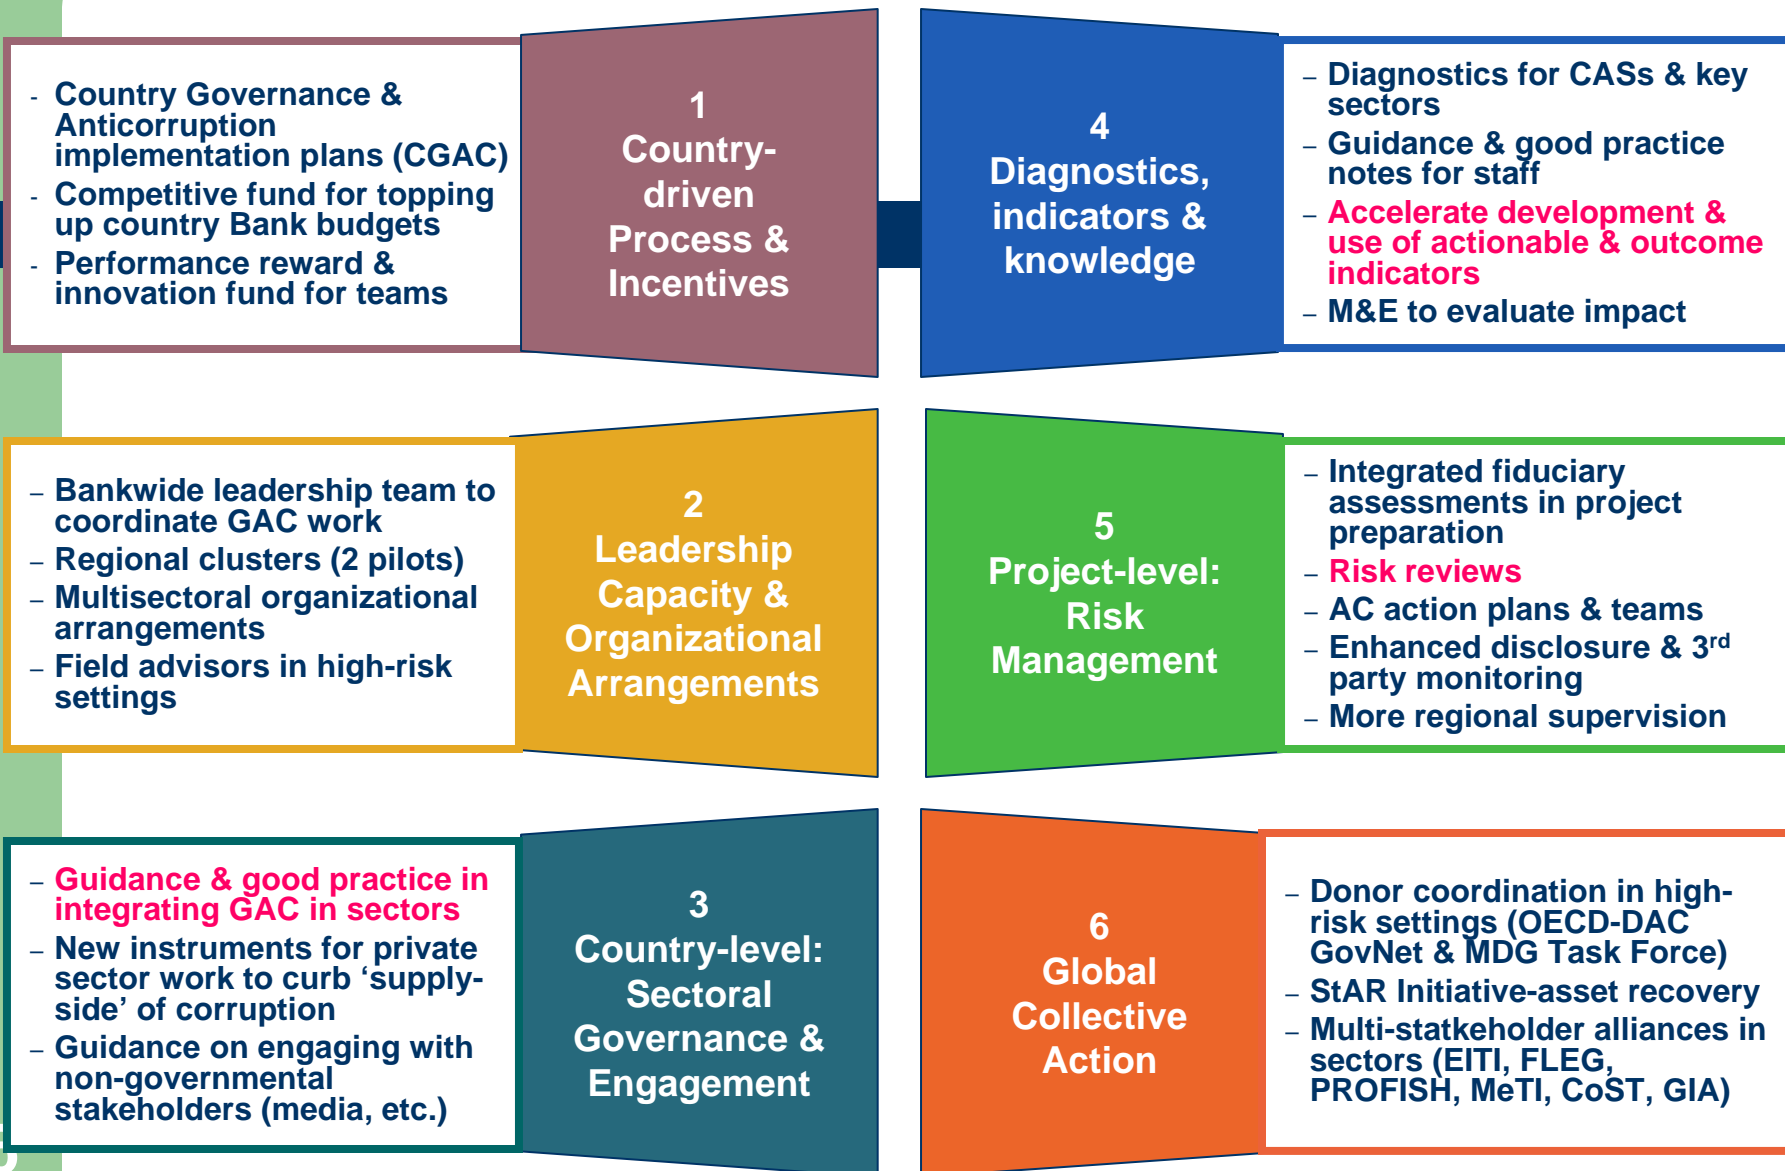 - Country Governance &
Anticorruption
implementation plans (CGAC)
- Competitive fund for topping
up country Bank budgets
- Performance reward &
innovation fund for teams
1
Country-
driven
Process &
Incentives
4
Diagnostics,
indicators &
knowledge
– Diagnostics for CASs & key
sectors
– Guidance & good practice
notes for staff
– Accelerate development &
use of actionable & outcome
indicators
– M&E to evaluate impact
– Bankwide leadership team to
coordinate GAC work
– Regional clusters (2 pilots)
– Multisectoral organizational
arrangements
– Field advisors in high-risk
settings
2
Leadership
Capacity &
Organizational
Arrangements
5
Project-level:
Risk
Management
– Integrated fiduciary
assessments in project
preparation
– Risk reviews
– AC action plans & teams
– Enhanced disclosure & 3rd
party monitoring
– More regional supervision
– Guidance & good practice in
integrating GAC in sectors
– New instruments for private
sector work to curb ‘supply-
side’ of corruption
– Guidance on engaging with
non-governmental
stakeholders (media, etc.)
3
Country-level:
Sectoral
Governance &
Engagement
6
Global
Collective
Action
– Donor coordination in high-
risk settings (OECD-DAC
GovNet & MDG Task Force)
– StAR Initiative-asset recovery
– Multi-statkeholder alliances in
sectors (EITI, FLEG,
PROFISH, MeTI, CoST, GIA)